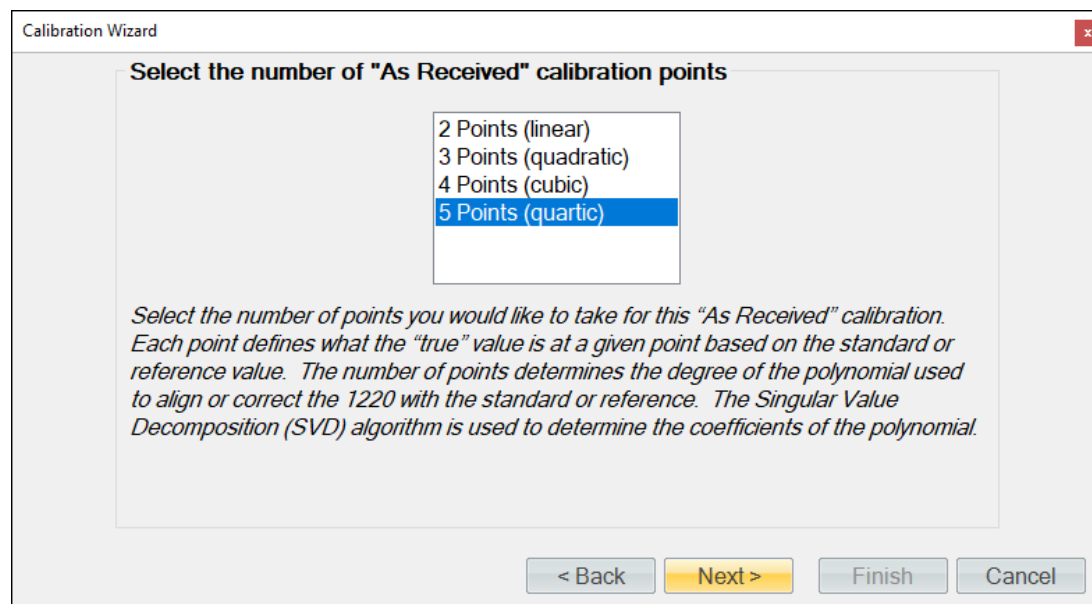 Calibration Wizard
x
Select the number of "As Received" calibration points
2 Points (linear)
3 Points (quadratic)
4 Points (cubic)
5 Points (quartic)
Select the number of points you would like to take for this “As Received” calibration.
Each point defines what the “true” value is at a given point based on the standard or
reference value.  The number of points determines the degree of the polynomial used
to align or correct the 1220 with the standard or reference.  The Singular Value
Decomposition (SVD) algorithm is used to determine the coefficients of the polynomial.
< Back
Next >
Finish
Cancel